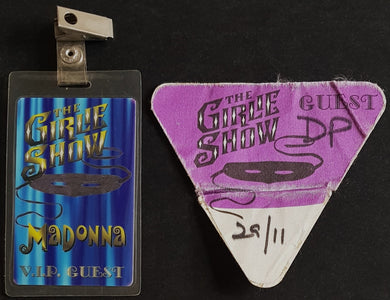 THE
GIRLIE
SHOW
MADONNA
V.I.P. GUEST
THE
GIRLIE
SHOW
GUEST
DP
29/11